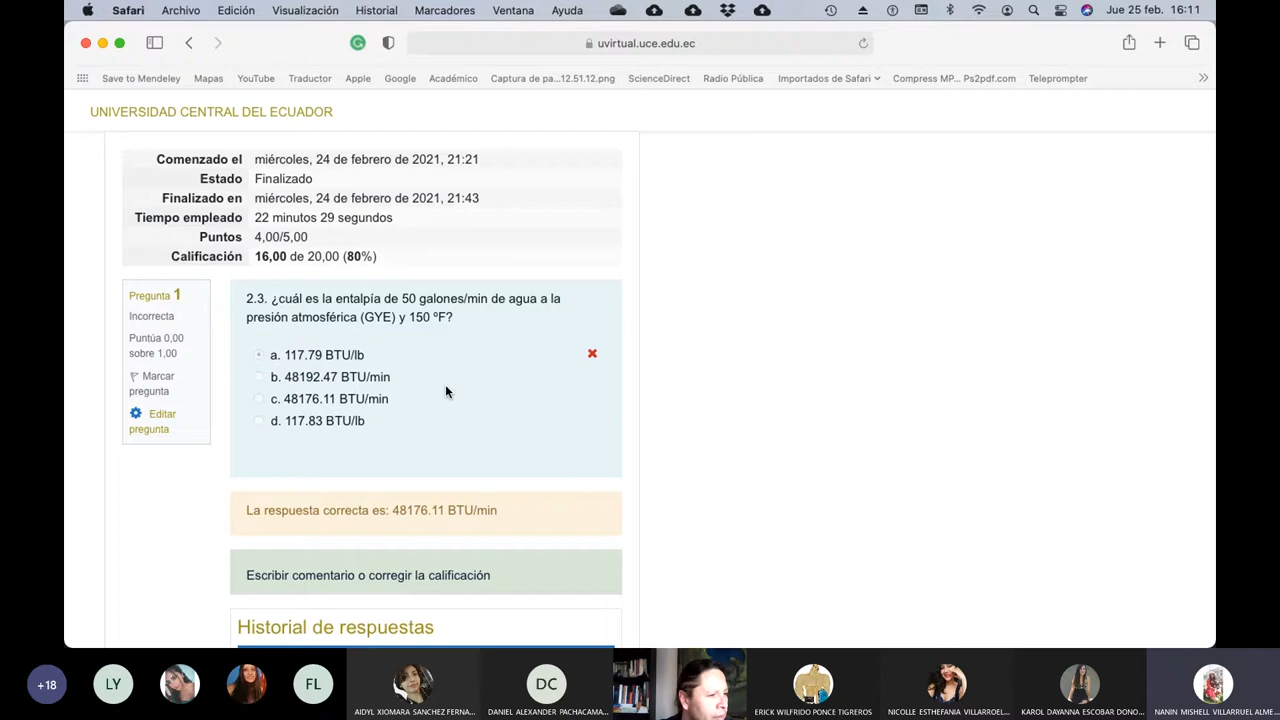 Safari Archivo Edición Visualización Historial Marcadores Ventana Ayuda Jue 25 feb. 16:11
uvirtual.uce.edu.ec
Save to Mendeley Mapas YouTube Traductor Apple Google Académico Captura de pa...12.51.12.png ScienceDirect Radio Pública Importados de Safari Compress MP... Ps2pdf.com Teleprompter
UNIVERSIDAD CENTRAL DEL ECUADOR
Comenzado el miércoles, 24 de febrero de 2021, 21:21
Estado Finalizado
Finalizado en miércoles, 24 de febrero de 2021, 21:43
Tiempo empleado 22 minutos 29 segundos
Puntos 4,00/5,00
Calificación 16,00 de 20,00 (80%)
Pregunta 1
Incorrecta
Puntúa 0,00
sobre 1,00
Marcar
pregunta
Editar
pregunta
2.3. ¿cuál es la entalpía de 50 galones/min de agua a la
presión atmosférica (GYE) y 150 ºF?
a. 117.79 BTU/lb
b. 48192.47 BTU/min
c. 48176.11 BTU/min
d. 117.83 BTU/lb
La respuesta correcta es: 48176.11 BTU/min
Escribir comentario o corregir la calificación
Historial de respuestas
+18 LY FL DC
AIDYL XIOMARA SANCHEZ FERNA... DANIEL ALEXANDER PACHACAMA... ERICK WILFRIDO PONCE TIGREROS NICOLLE ESTHEFANIA VILLARROEL... KAROL DAYANNA ESCOBAR DONO... NANIN MISHELL VILLARRUEL ALME...